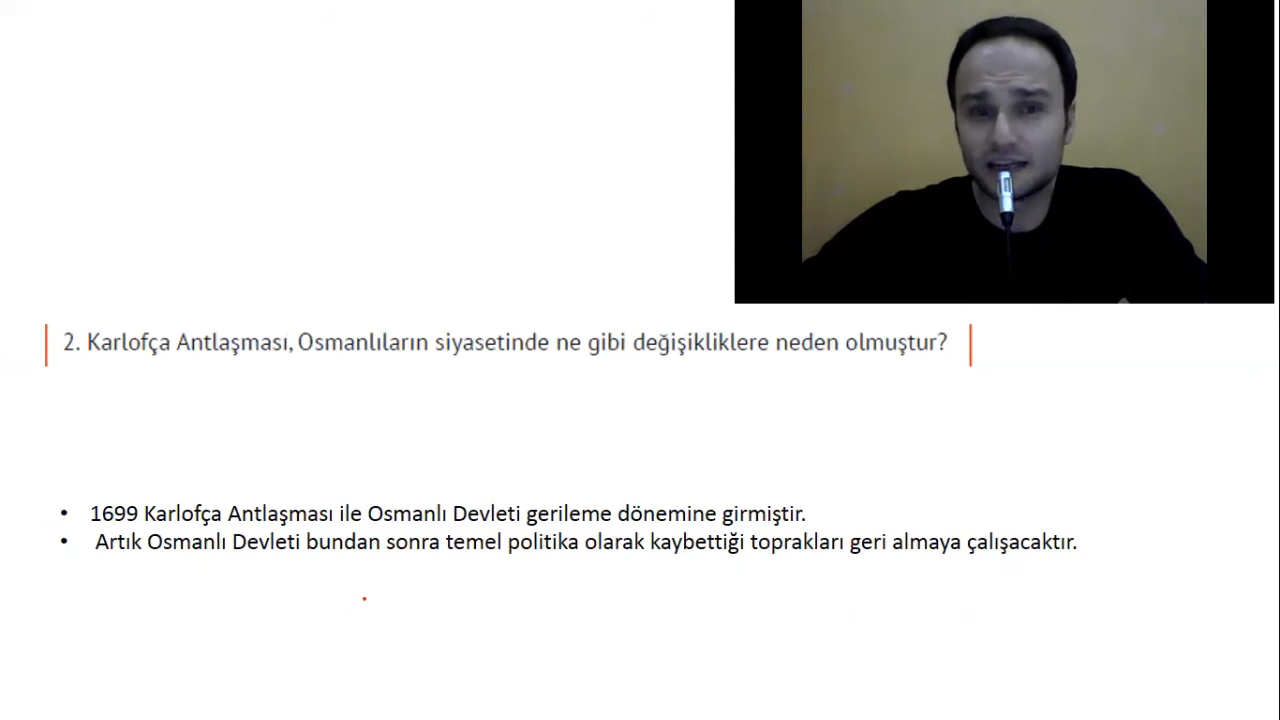 2. Karlofça Antlaşması, Osmanlıların siyasetinde ne gibi değişikliklere neden olmuştur?
• 1699 Karlofça Antlaşması ile Osmanlı Devleti gerileme dönemine girmiştir.
• Artık Osmanlı Devleti bundan sonra temel politika olarak kaybettiği toprakları geri almaya çalışacaktır.